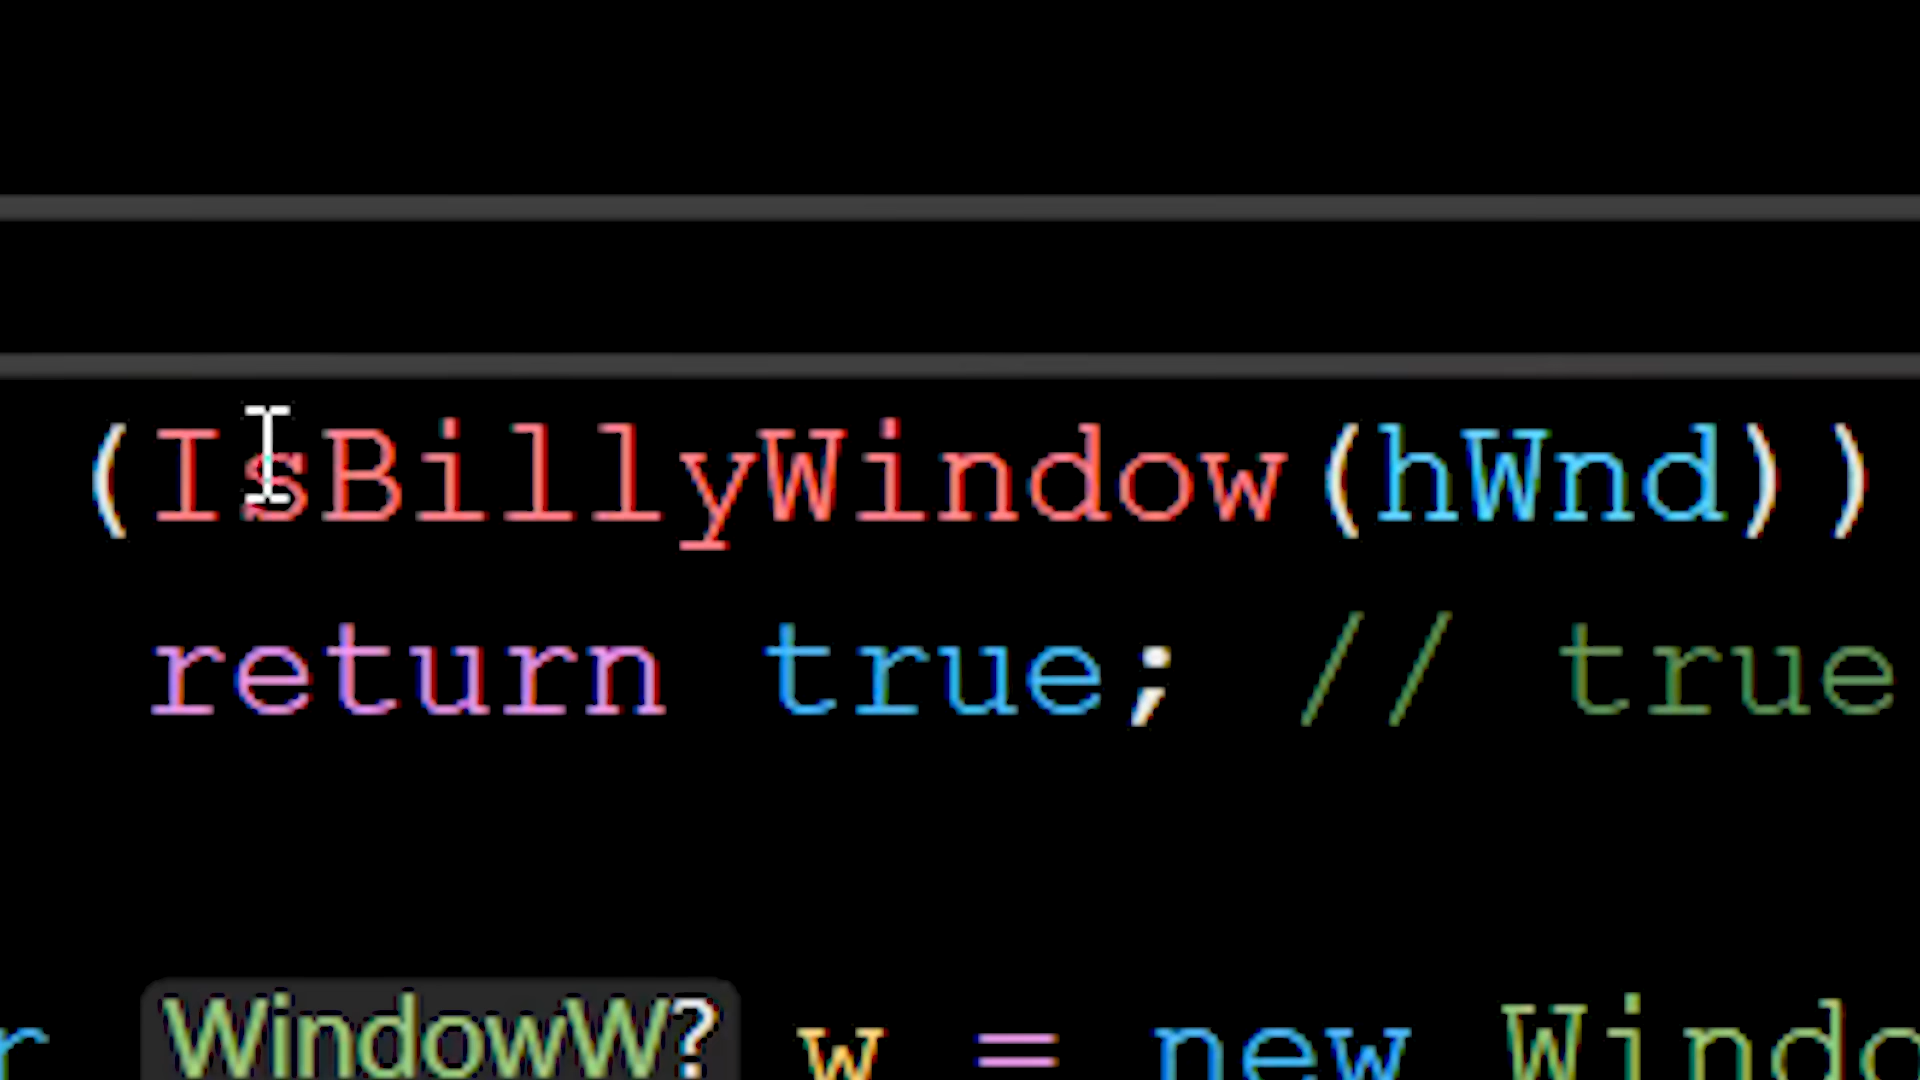 (IsBillyWindow(hWnd))
return true; // true
r WindowW? w = new Windo